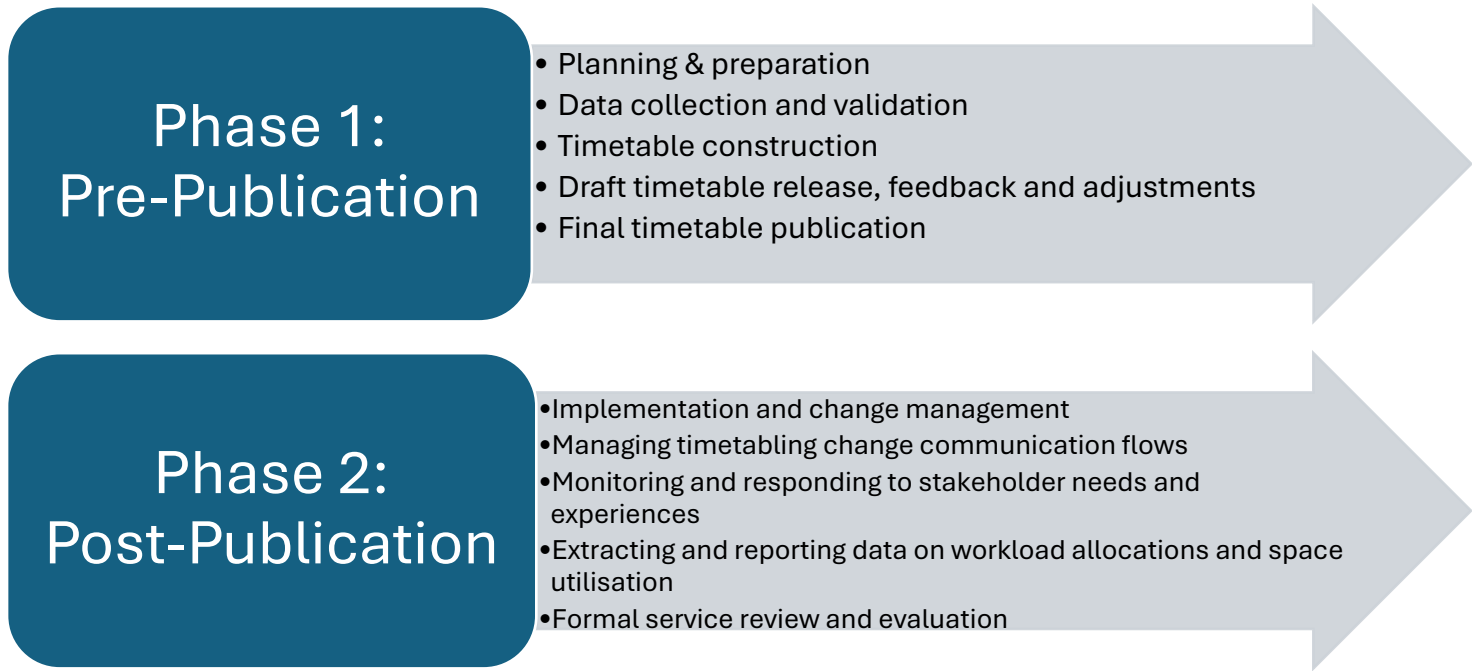 Phase 1:
Pre-Publication
• Planning & preparation
• Data collection and validation
• Timetable construction
• Draft timetable release, feedback and adjustments
• Final timetable publication
Phase 2:
Post-Publication
•Implementation and change management
•Managing timetabling change communication flows
•Monitoring and responding to stakeholder needs and
experiences
•Extracting and reporting data on workload allocations and space
utilisation
•Formal service review and evaluation